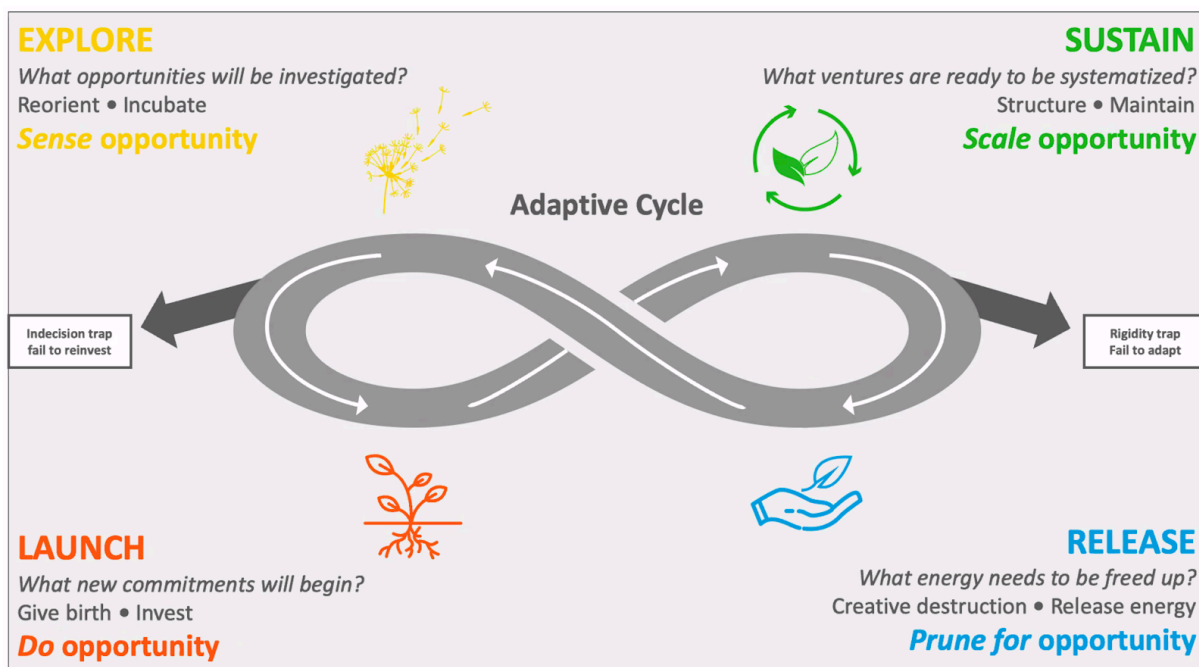 EXPLORE
What opportunities will be investigated?
Reorient • Incubate
Sense opportunity
SUSTAIN
What ventures are ready to be systematized?
Structure • Maintain
Scale opportunity
Adaptive Cycle
Indecision trap
fail to reinvest
Rigidity trap
Fail to adapt
LAUNCH
What new commitments will begin?
Give birth • Invest
Do opportunity
RELEASE
What energy needs to be freed up?
Creative destruction • Release energy
Prune for opportunity